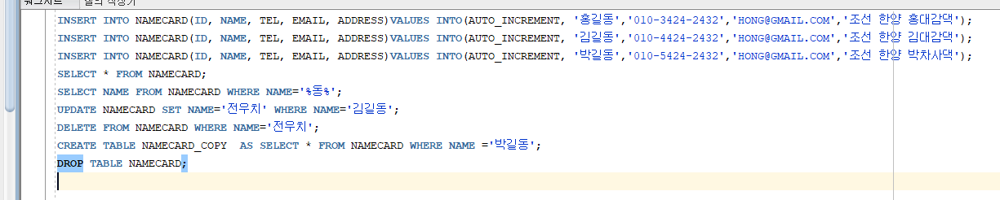 INSERT INTO NAMECARD(ID, NAME, TEL, EMAIL, ADDRESS)VALUES INTO(AUTO_INCREMENT, '홍길동','010-3424-2432','HONG@GMAIL.COM','조선 한양 홍대감댁');
INSERT INTO NAMECARD(ID, NAME, TEL, EMAIL, ADDRESS)VALUES INTO(AUTO_INCREMENT, '김길동','010-4424-2432','HONG@GMAIL.COM','조선 한양 김대감댁');
INSERT INTO NAMECARD(ID, NAME, TEL, EMAIL, ADDRESS)VALUES INTO(AUTO_INCREMENT, '박길동','010-5424-2432','HONG@GMAIL.COM','조선 한양 박차사댁');
SELECT * FROM NAMECARD;
SELECT NAME FROM NAMECARD WHERE NAME='%동%';
UPDATE NAMECARD SET NAME='전우치' WHERE NAME='김길동';
DELETE FROM NAMECARD WHERE NAME='전우치';
CREATE TABLE NAMECARD_COPY  AS SELECT * FROM NAMECARD WHERE NAME ='박길동';
DROP TABLE NAMECARD;